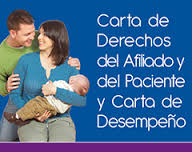 Carta de
Derechos
del Afiliado y
del Paciente
y Carta de
Desempeño